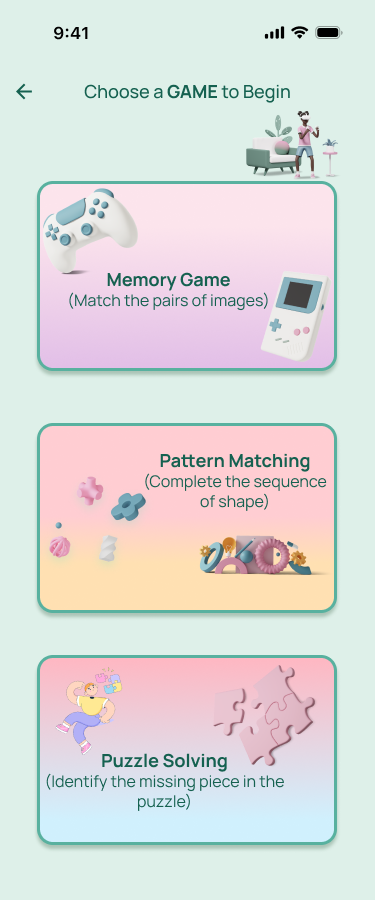 9:41
Choose a GAME to Begin
Memory Game
(Match the pairs of images)
Pattern Matching
(Complete the sequence
of shape)
Puzzle Solving
(Identify the missing piece in the
puzzle)